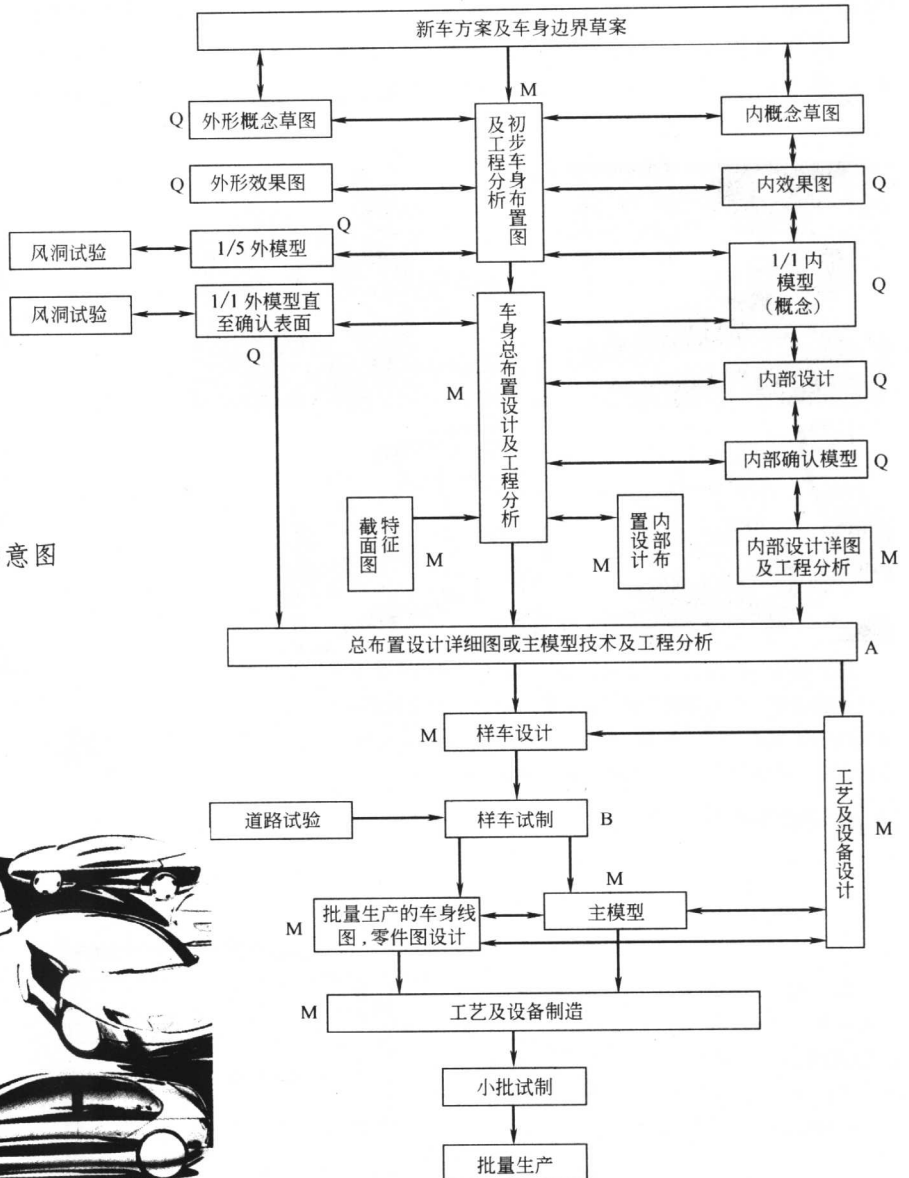 新车方案及车身边界草案
M
Q
外形概念草图
初步车身布置图
及工程分析
内概念草图
Q
外形效果图
内效果图
Q
Q
风洞试验
1/5 外模型
1/1 内
模型
(概念)
Q
风洞试验
1/1 外模型直
至确认表面
Q
车身总布置设计及工程分析
M
内部设计
Q
内部确认模型
Q
特征
截面图
M
内部布
置设计
M
内部设计详图
及工程分析
M
意图
总布置设计详细图或主模型技术及工程分析
A
M
样车设计
工艺及设备设计
M
道路试验
样车试制
B
M
M
批量生产的车身线
图,零件图设计
主模型
M
工艺及设备制造
小批试制
批量生产